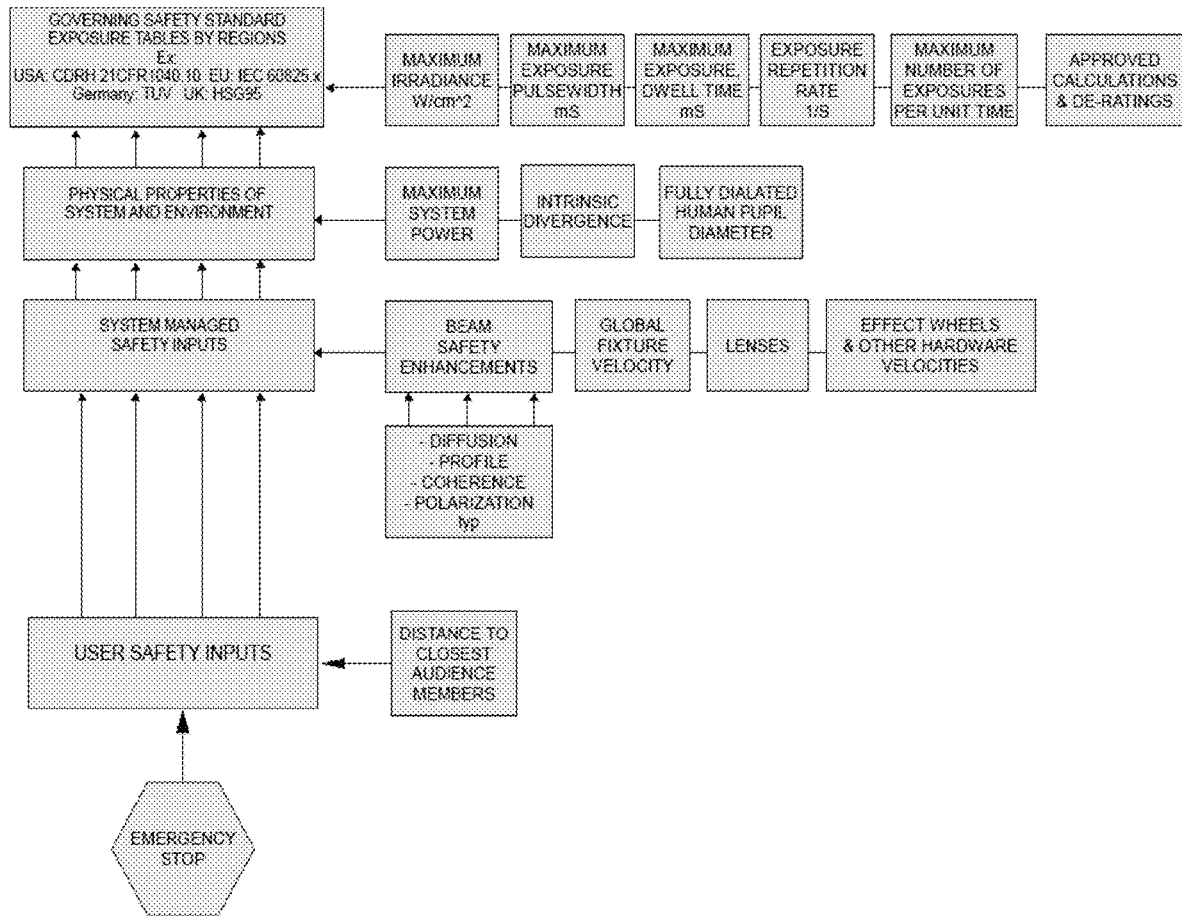 GOVERNING SAFETY STANDARD
EXPOSURE TABLES BY REGIONS
Ex:
USA: CDRH 21CFR1040.10 EU: IEC 60825.x
Germany: TUV UK: HSG95
MAXIMUM
IRRADIANCE
W/cm^2
MAXIMUM
EXPOSURE
PULSEWIDTH
mS
MAXIMUM
EXPOSURE,
DWELL TIME
mS
EXPOSURE
REPETITION
RATE
1/S
MAXIMUM
NUMBER OF
EXPOSURES
PER UNIT TIME
APPROVED
CALCULATIONS
& DE-RATINGS
PHYSICAL PROPERTIES OF
SYSTEM AND ENVIRONMENT
MAXIMUM
SYSTEM
POWER
INTRINSIC
DIVERGENCE
FULLY DIALATED
HUMAN PUPIL
DIAMETER
SYSTEM MANAGED
SAFETY INPUTS
BEAM
SAFETY
ENHANCEMENTS
GLOBAL
FIXTURE
VELOCITY
LENSES
EFFECT WHEELS
& OTHER HARDWARE
VELOCITIES
- DIFFUSION
- PROFILE
- COHERENCE
- POLARIZATION
typ
USER SAFETY INPUTS
DISTANCE TO
CLOSEST
AUDIENCE
MEMBERS
EMERGENCY
STOP